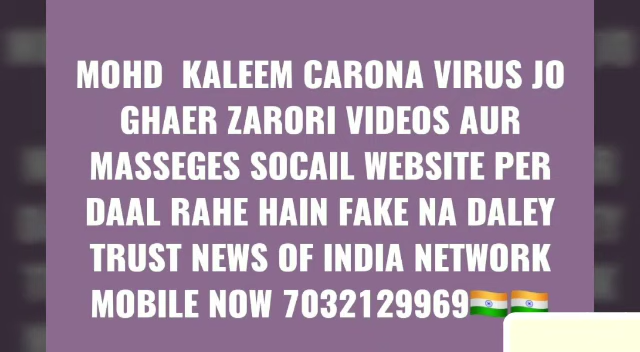 MOHD KALEEM CARONA VIRUS JO
GHAER ZARORI VIDEOS AUR
MASSEGES SOCAIL WEBSITE PER
DAAL RAHE HAIN FAKE NA DALEY
TRUST NEWS OF INDIA NETWORK
MOBILE NOW 7032129969🇮🇳🇮🇳